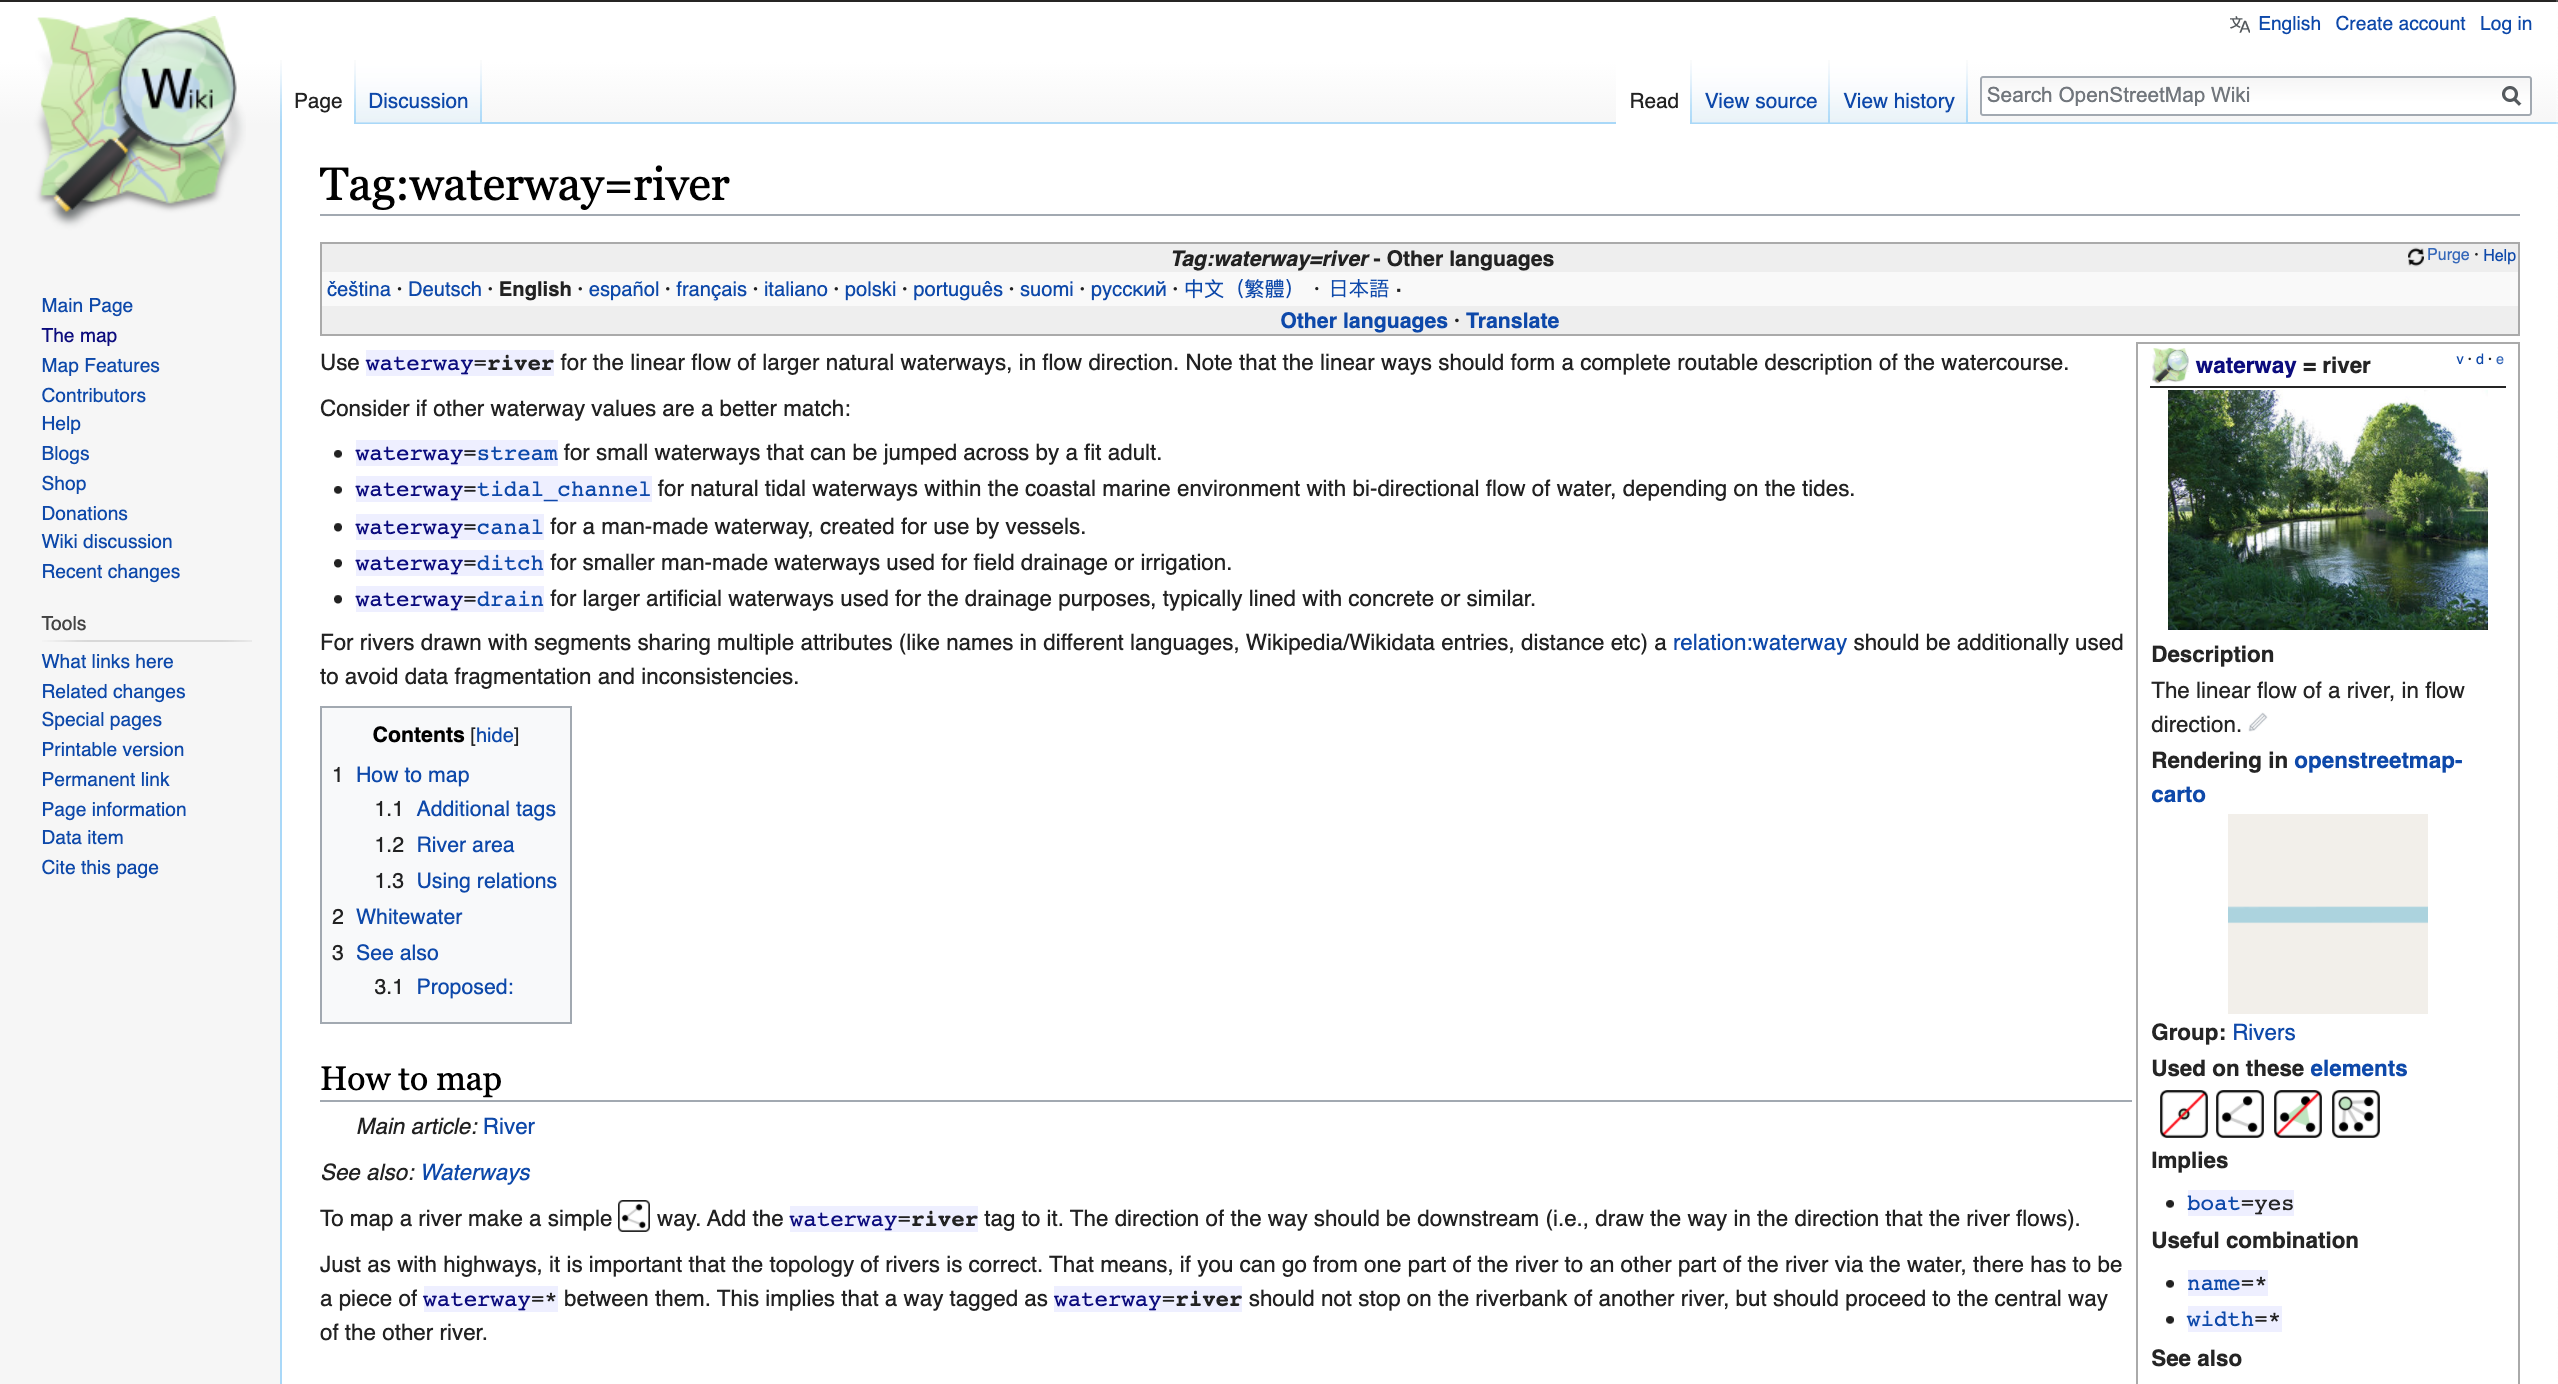 Wiki
English Create account Log in
Page Discussion Read View source View history Search OpenStreetMap Wiki
Main Page
The map
Map Features
Contributors
Help
Blogs
Shop
Donations
Wiki discussion
Recent changes
Tools
What links here
Related changes
Special pages
Printable version
Permanent link
Page information
Data item
Cite this page
Tag:waterway=river
Tag:waterway=river - Other languages
Purge · Help
čeština · Deutsch · English · español · français · italiano · polski · português · suomi · русский · 中文（繁體） · 日本語 ·
Other languages · Translate
Use waterway=river for the linear flow of larger natural waterways, in flow direction. Note that the linear ways should form a complete routable description of the watercourse.
Consider if other waterway values are a better match:
• waterway=stream for small waterways that can be jumped across by a fit adult.
• waterway=tidal_channel for natural tidal waterways within the coastal marine environment with bi-directional flow of water, depending on the tides.
• waterway=canal for a man-made waterway, created for use by vessels.
• waterway=ditch for smaller man-made waterways used for field drainage or irrigation.
• waterway=drain for larger artificial waterways used for the drainage purposes, typically lined with concrete or similar.
For rivers drawn with segments sharing multiple attributes (like names in different languages, Wikipedia/Wikidata entries, distance etc) a relation:waterway should be additionally used
to avoid data fragmentation and inconsistencies.
Contents [hide]
1 How to map
1.1 Additional tags
1.2 River area
1.3 Using relations
2 Whitewater
3 See also
3.1 Proposed:
How to map
Main article: River
See also: Waterways
To map a river make a simple way. Add the waterway=river tag to it. The direction of the way should be downstream (i.e., draw the way in the direction that the river flows).
Just as with highways, it is important that the topology of rivers is correct. That means, if you can go from one part of the river to an other part of the river via the water, there has to be
a piece of waterway=* between them. This implies that a way tagged as waterway=river should not stop on the riverbank of another river, but should proceed to the central way
of the other river.
waterway = river
v · d · e
Description
The linear flow of a river, in flow
direction.
Rendering in openstreetmap-
carto
Group: Rivers
Used on these elements
Implies
• boat=yes
Useful combination
• name=*
• width=*
See also